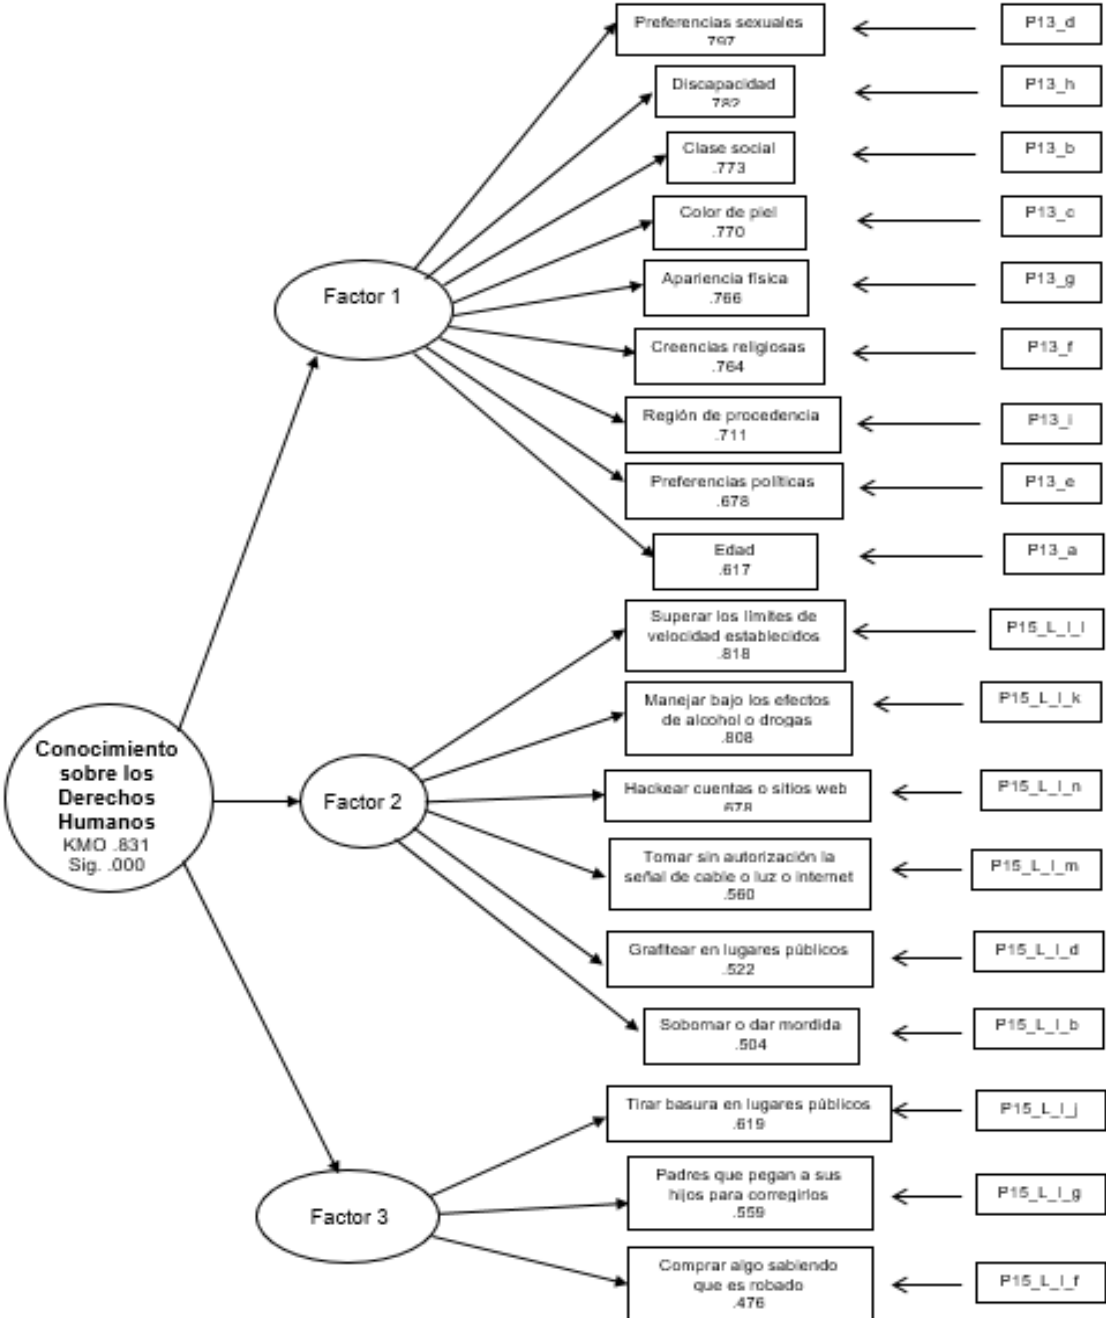 Preferencias sexuales
.797
P13_d
Discapacidad
.782
P13_h
Clase social
.773
P13_b
Color de piel
.770
P13_c
Apariencia física
.766
P13_g
Factor 1
Creencias religiosas
.764
P13_f
Región de procedencia
.711
P13_i
Preferencias políticas
.678
P13_e
Edad
.617
P13_a
Superar los límites de
velocidad establecidos
.818
P15_L_I_l
Manejar bajo los efectos
de alcohol o drogas
.808
P15_L_I_k
Conocimiento
sobre los
Derechos
Humanos
KMO .831
Sig. .000
Factor 2
Hackear cuentas o sitios web
.678
P15_L_I_n
Tomar sin autorización la
señal de cable o luz o internet
.560
P15_L_I_m
Grafitear en lugares públicos
.522
P15_L_I_d
Sobornar o dar mordida
.504
P15_L_I_b
Tirar basura en lugares públicos
.619
P15_L_I_j
Factor 3
Padres que pegan a sus
hijos para corregirlos
.559
P15_L_I_g
Comprar algo sabiendo
que es robado
.476
P15_L_I_f